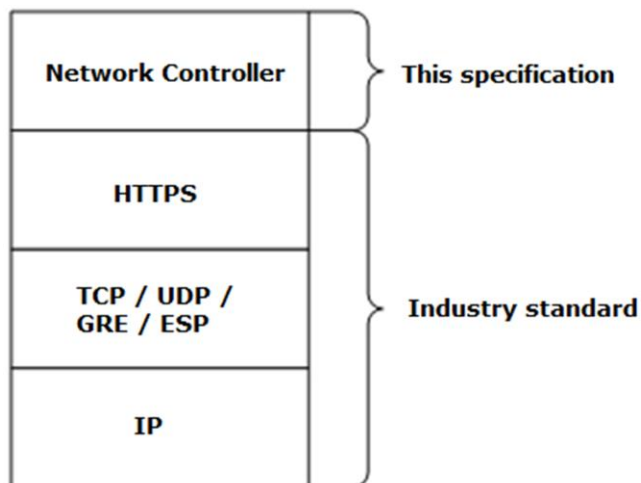 Network Controller
This specification
HTTPS
TCP / UDP /
GRE / ESP
Industry standard
IP